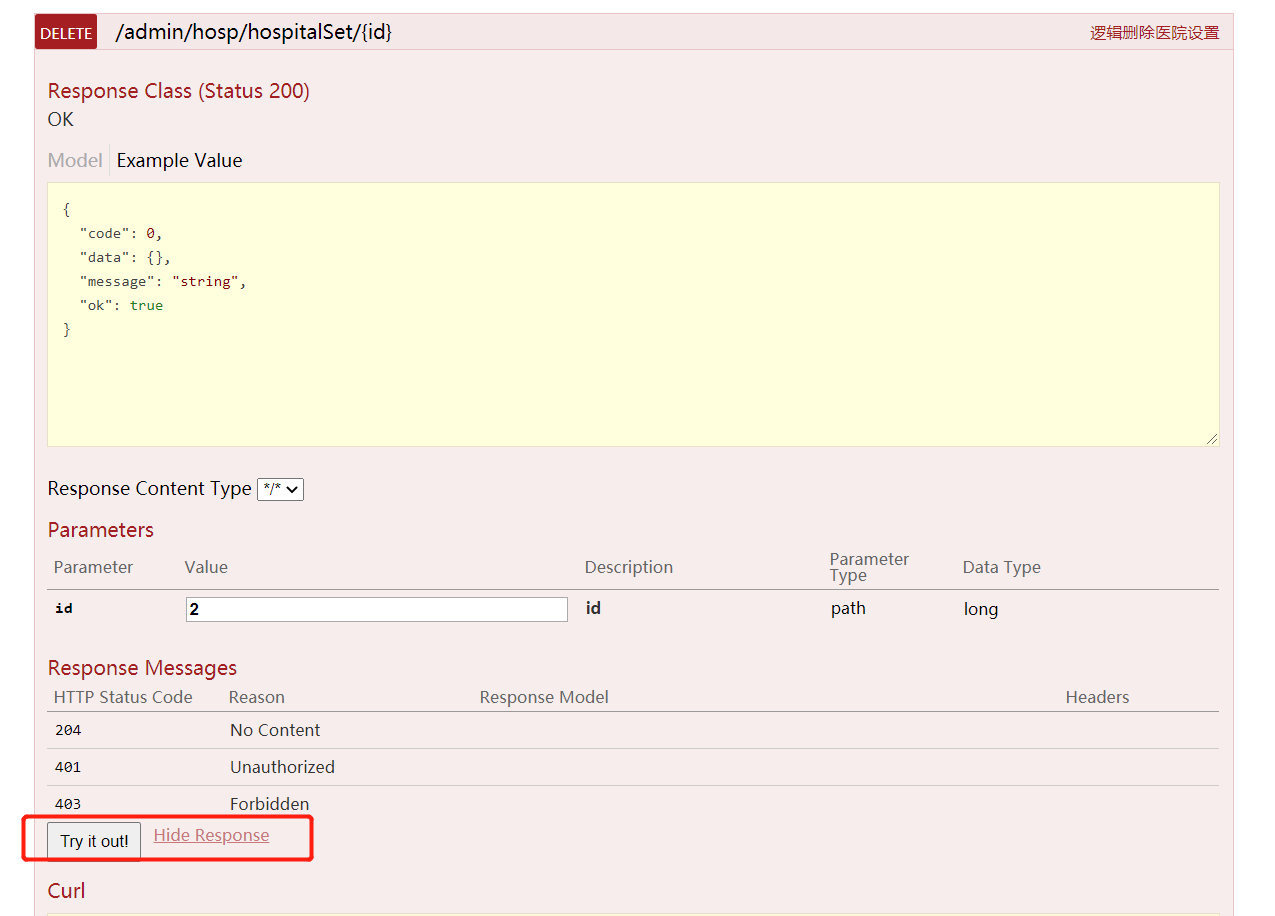 DELETE /admin/hosp/hospitalSet/{id} 逻辑删除医院设置
Response Class (Status 200)
OK
Model Example Value
{
"code": 0,
"data": {},
"message": "string",
"ok": true
}
Response Content Type */*
Parameters
Parameter Value Description Parameter Type Data Type
id 2 id path long
Response Messages
HTTP Status Code Reason Response Model Headers
204 No Content
401 Unauthorized
403 Forbidden
Try it out! Hide Response
Curl